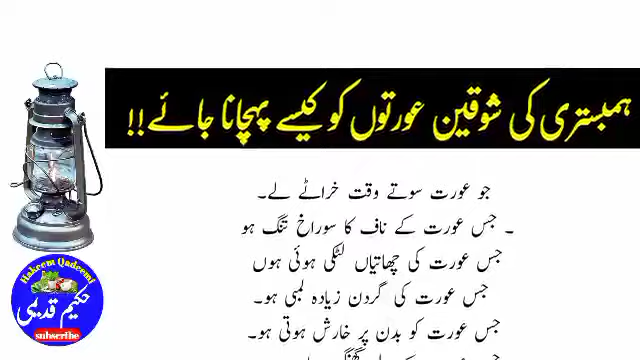 ہمبستری کی شوقین عورتوں کو کیسے پہچانا جائے!!
جو عورت سوتے وقت خراٹے لے۔
۔ جس عورت کے ناف کا سوراخ تنگ ہو
جس عورت کی چھاتیاں لٹکی ہوئی ہوں
جس عورت کی گردن زیادہ لمبی ہو۔
جس عورت کو بدن پر خارش ہوتی ہو۔
Hakeem Qadeemi
حکیم قدیمی
subscribe